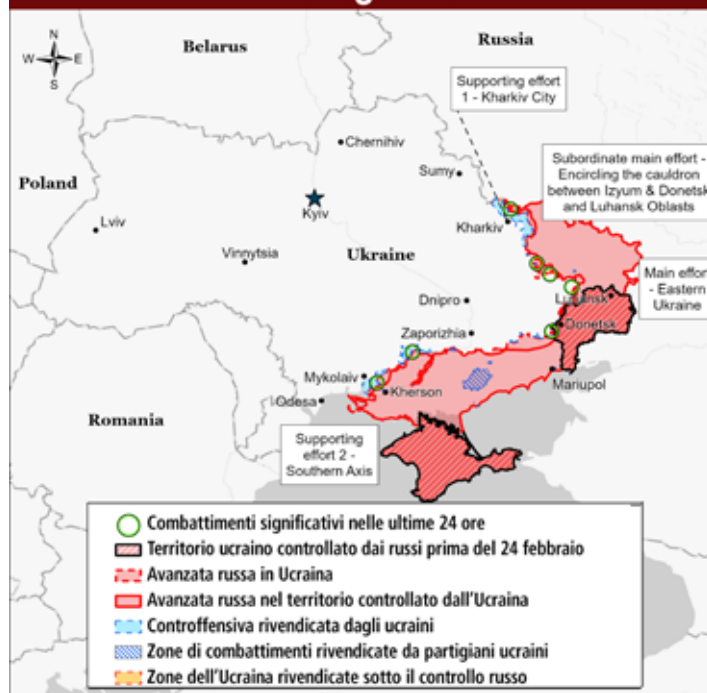 Belarus
Russia
N
W
E
S
Supporting effort
1 - Kharkiv City
Chernihiv
Sumy
Subordinate main effort -
Encircling the cauldron
between Izyum & Donetsk
and Luhansk Oblasts
Poland
Lviv
Kyiv
Kharkiv
Vinnytsia
Ukraine
Main effort
- Eastern
Ukraine
Dnipro
Luhansk
Zaporizhia
Donetsk
Mykolaiv
Mariupol
Odesa
Kherson
Romania
Supporting
effort 2 -
Southern Axis
Combattimenti significativi nelle ultime 24 ore
Territorio ucraino controllato dai russi prima del 24 febbraio
Avanzata russa in Ucraina
Avanzata russa nel territorio controllato dall'Ucraina
Controffensiva rivendicata dagli ucraini
Zone di combattimenti rivendicate da partigiani ucraini
Zone dell'Ucraina rivendicate sotto il controllo russo